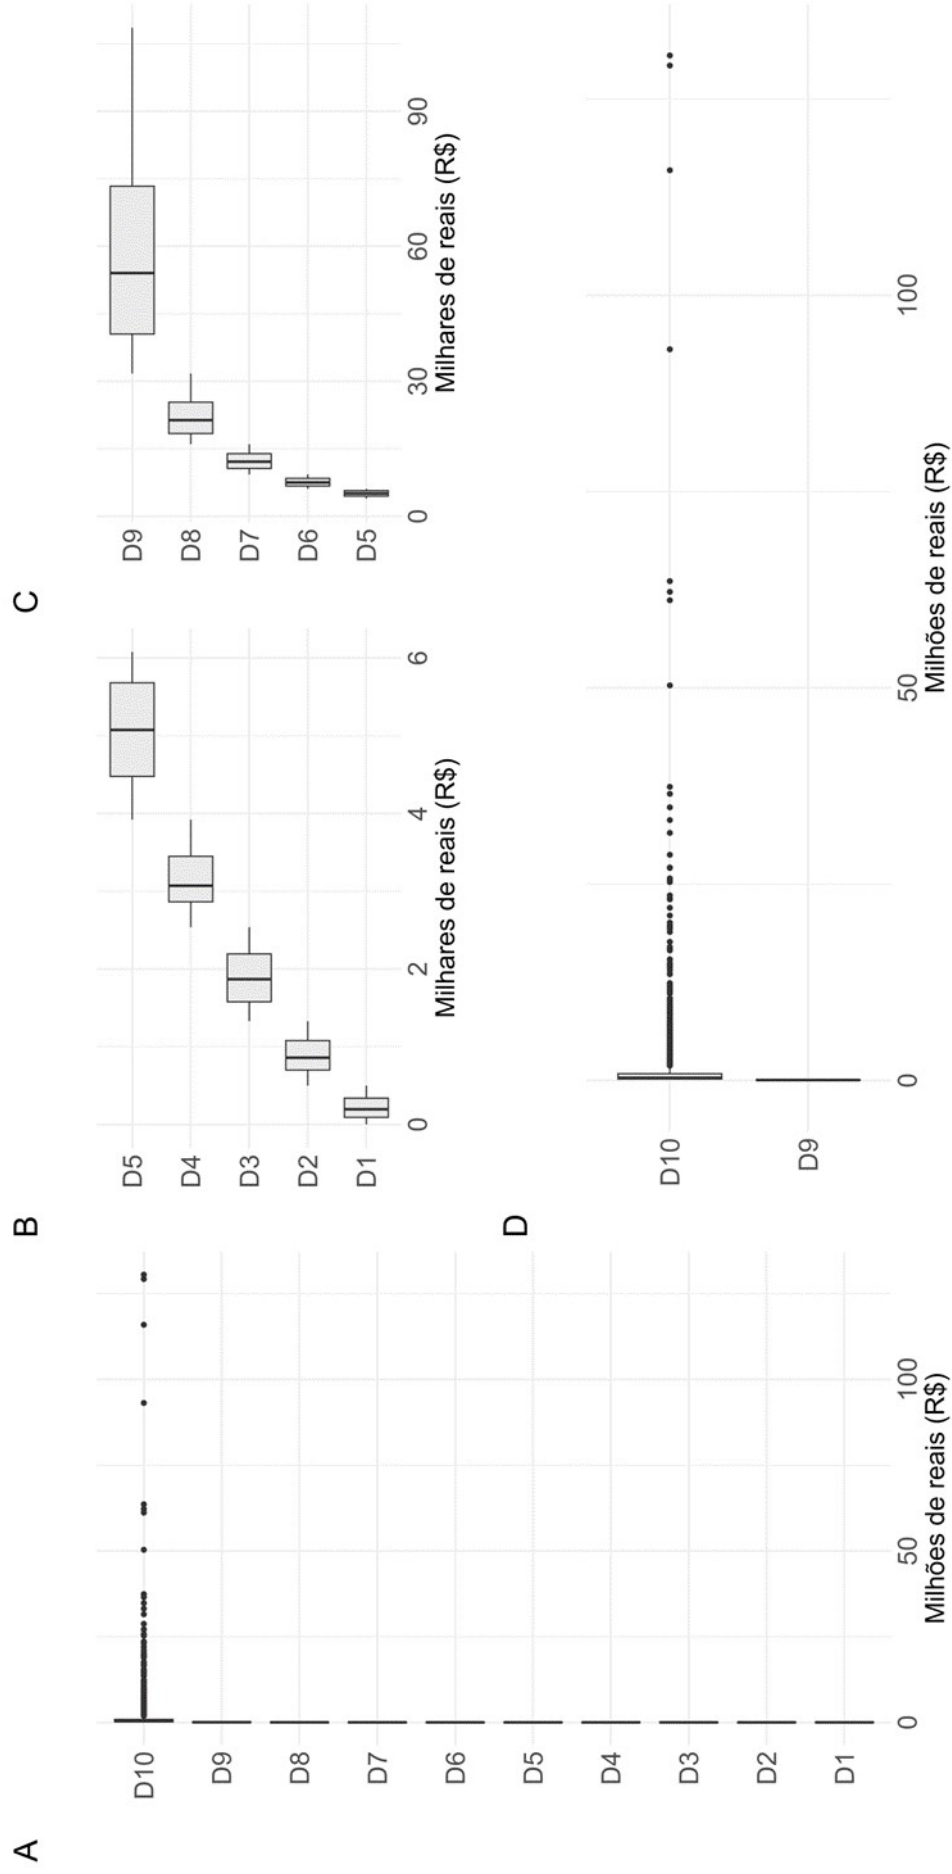 A
D10
D9
D8
D7
D6
D5
D4
D3
D2
D1
0
50
100
Milhões de reais (R$)
B
D5
D4
D3
D2
D1
0
2
4
6
Milhares de reais (R$)
C
D9
D8
D7
D6
D5
0
30
60
90
Milhares de reais (R$)
D
D10
D9
0
50
100
Milhões de reais (R$)